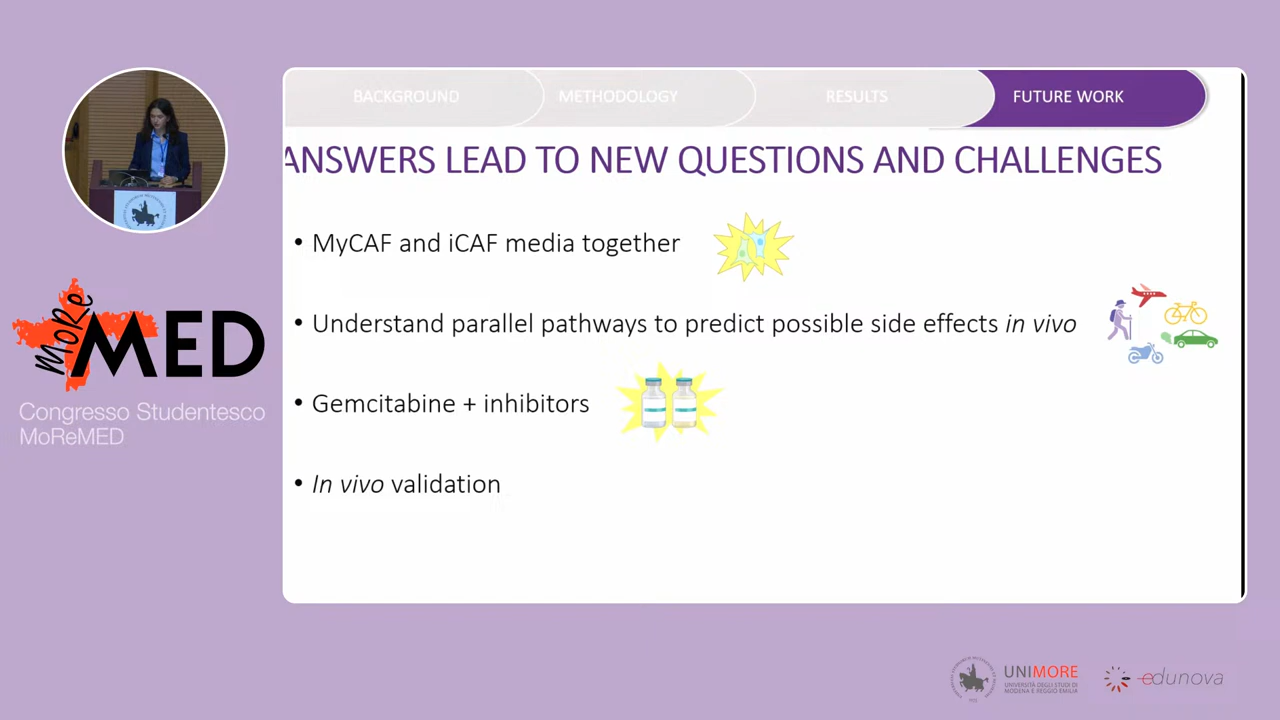 BACKGROUND
METHODOLOGY
RESULTS
FUTURE WORK
ANSWERS LEAD TO NEW QUESTIONS AND CHALLENGES
• MyCAF and iCAF media together
• Understand parallel pathways to predict possible side effects in vivo
• Gemcitabine + inhibitors
• In vivo validation
MoRe
MED
Congresso Studentesco
MoReMED
UNIMORE
UNIVERSITÀ DEGLI STUDI DI
MODENA E REGGIO EMILIA
edunova